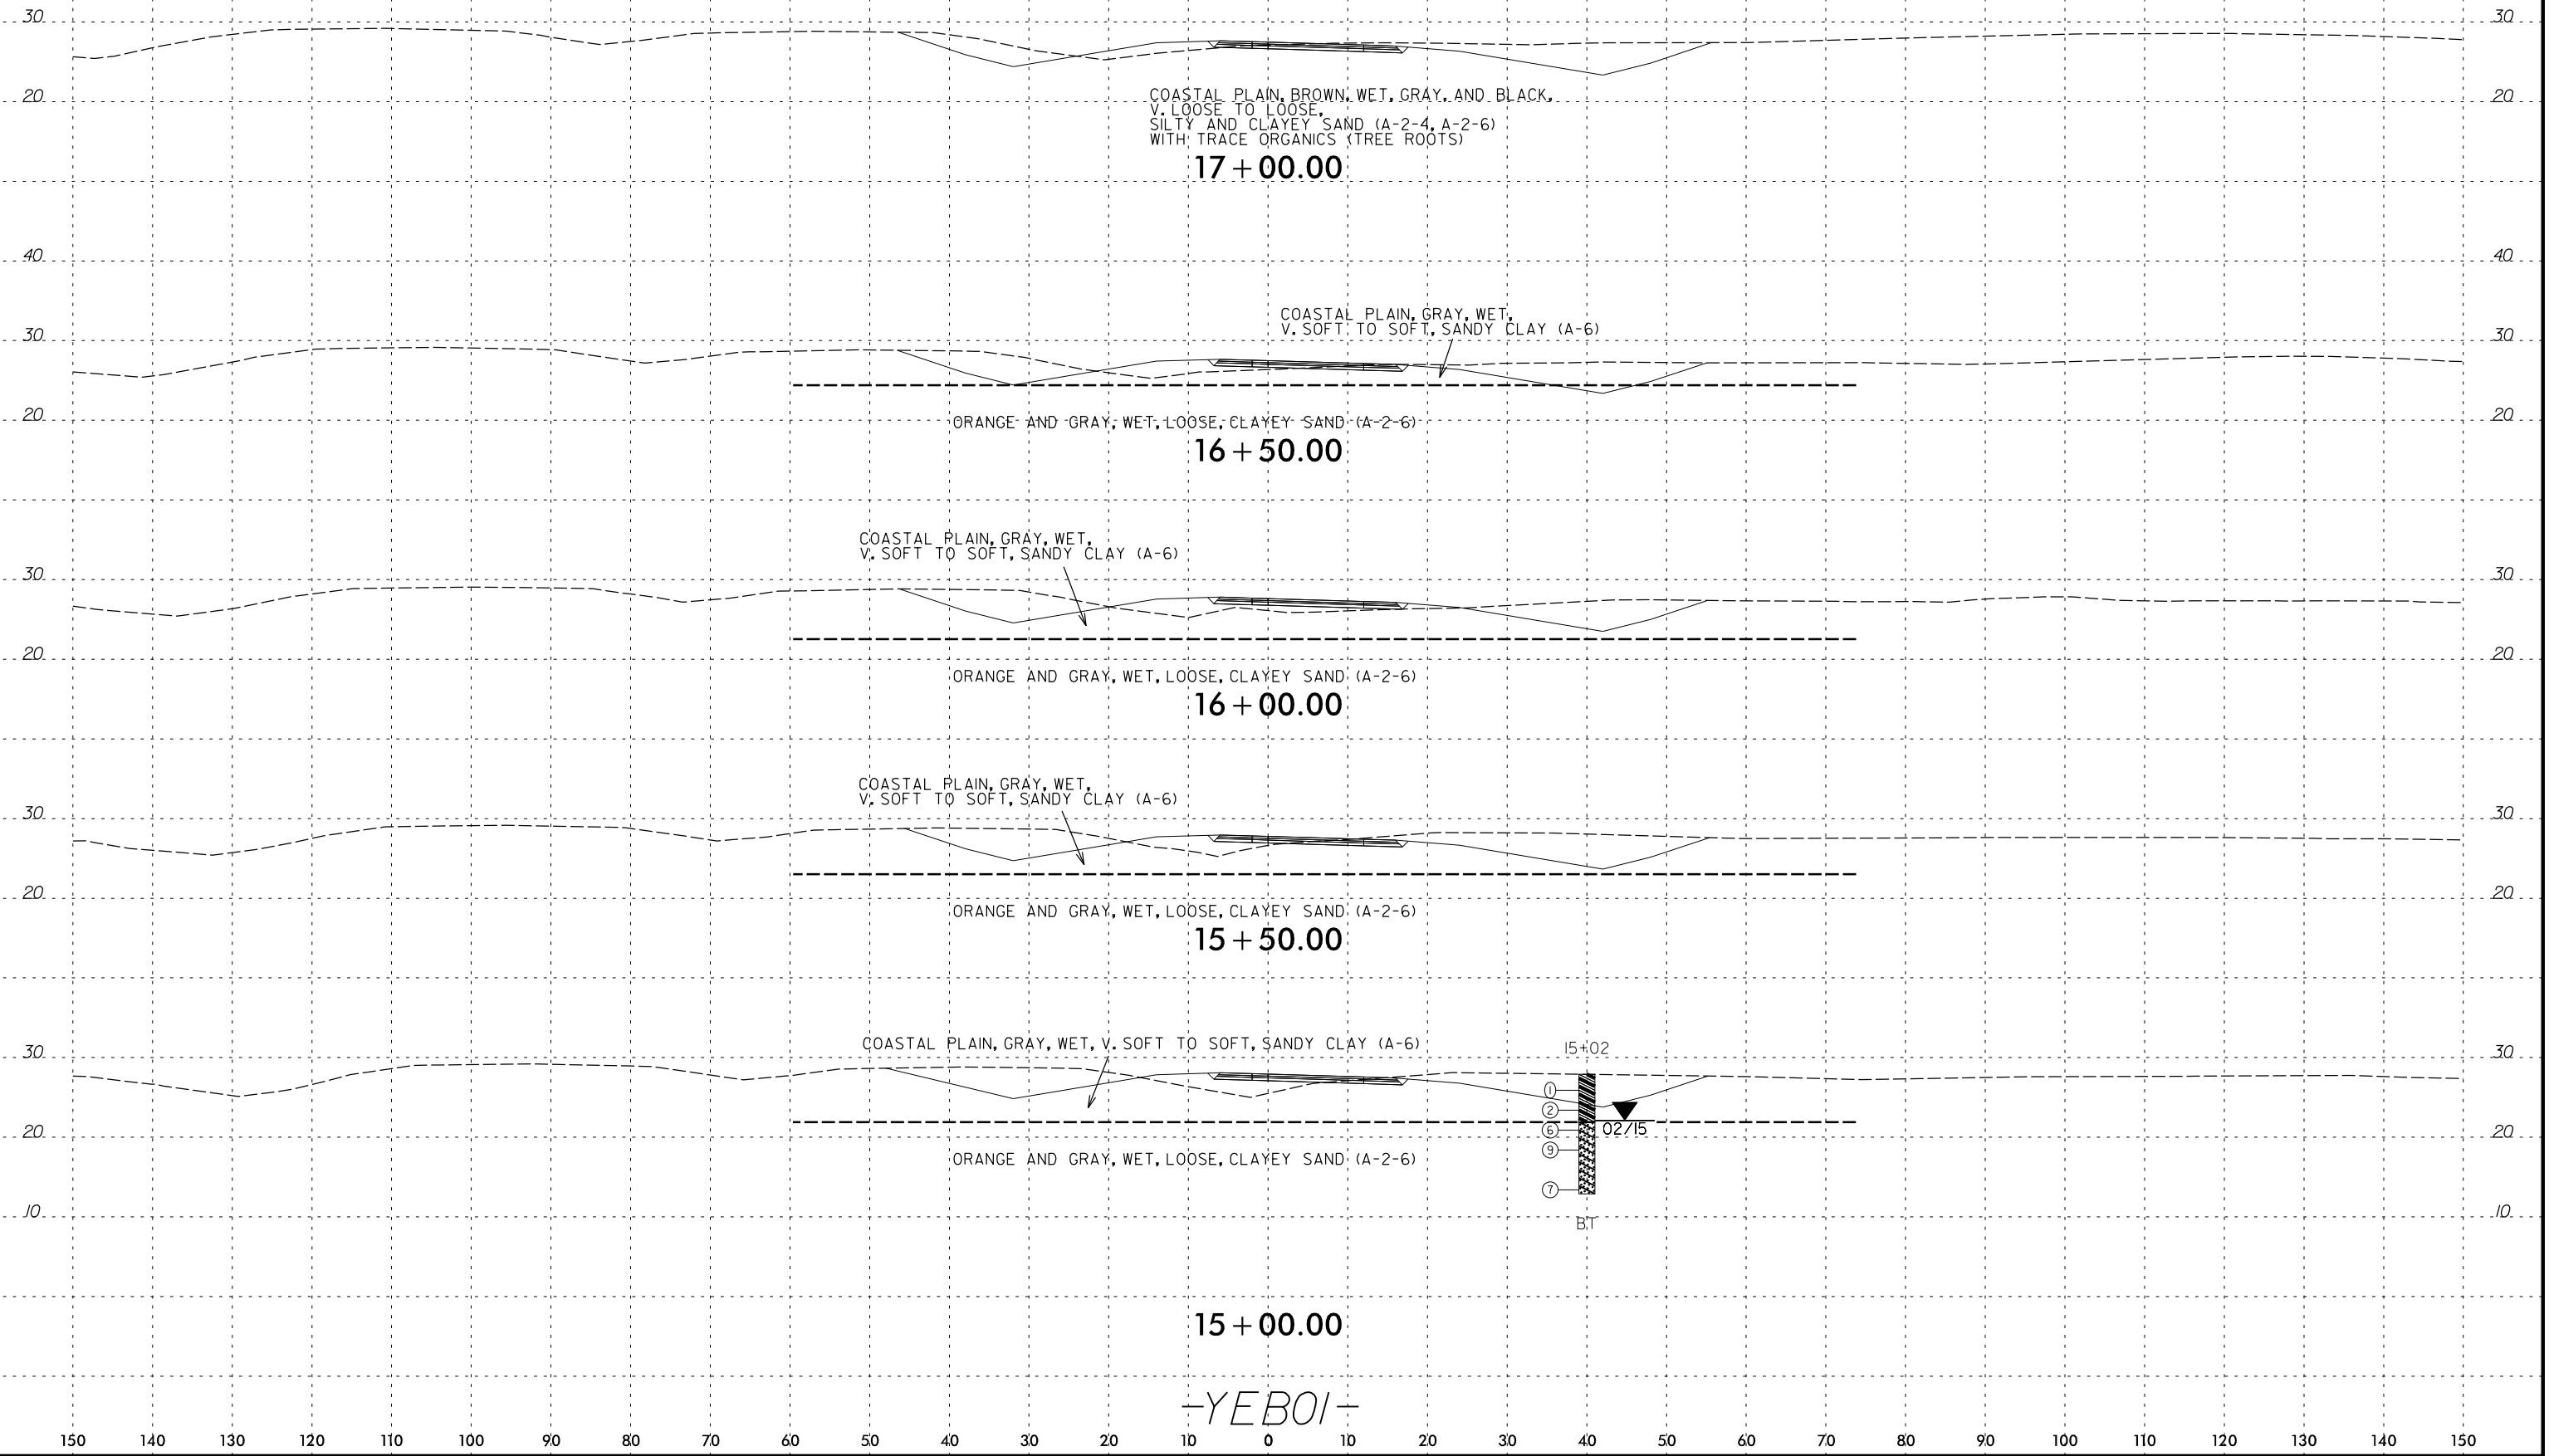 30 30
20 20
COASTAL PLAIN, BROWN, WET, GRAY, AND BLACK,
V. LOOSE TO LOOSE,
SILTY AND CLAYEY SAND (A-2-4, A-2-6)
WITH TRACE ORGANICS (TREE ROOTS)
17+00.00
40 40
COASTAL PLAIN, GRAY, WET,
V. SOFT TO SOFT, SANDY CLAY (A-6)
30 30
20 20
ORANGE AND GRAY, WET, LOOSE, CLAYEY SAND (A-2-6)
16+50.00
COASTAL PLAIN, GRAY, WET,
V. SOFT TO SOFT, SANDY CLAY (A-6)
30 30
20 20
ORANGE AND GRAY, WET, LOOSE, CLAYEY SAND (A-2-6)
16+00.00
COASTAL PLAIN, GRAY, WET,
V. SOFT TO SOFT, SANDY CLAY (A-6)
30 30
20 20
ORANGE AND GRAY, WET, LOOSE, CLAYEY SAND (A-2-6)
15+50.00
COASTAL PLAIN, GRAY, WET, V. SOFT TO SOFT, SANDY CLAY (A-6)
15+02
30 30
1
2
6 02/15
20 20
9
ORANGE AND GRAY, WET, LOOSE, CLAYEY SAND (A-2-6)
7
10 10
BT
15+00.00
-YEB01-
150 140 130 120 110 100 90 80 70 60 50 40 30 20 10 0 10 20 30 40 50 60 70 80 90 100 110 120 130 140 150